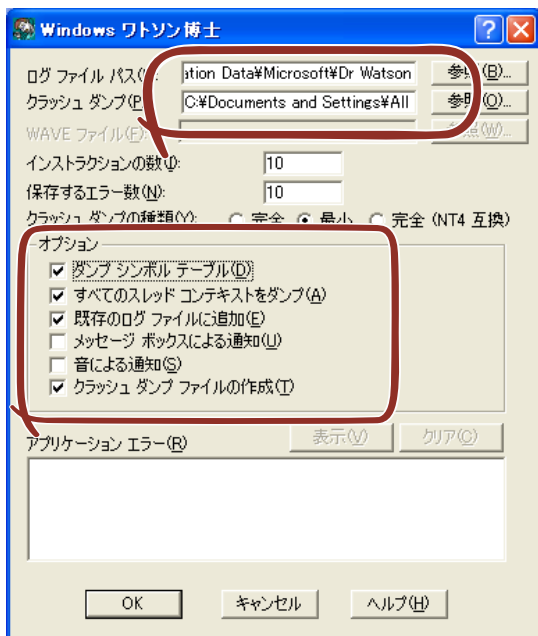 Windows ワトソン博士
ログ ファイル パス( ation Data¥Microsoft¥Dr Watson 参照(B)...
クラッシュ ダンプ(P C:¥Documents and Settings¥All 参照(O)...
WAVE ファイル(F): 参照(W)...
インストラクションの数(I): 10
保存するエラー数(N): 10
クラッシュ ダンプの種類(Y): 完全 最小 完全 (NT4 互換)
オプション
ダンプ シンボル テーブル(D)
すべてのスレッド コンテキストをダンプ(A)
既存のログ ファイルに追加(E)
メッセージ ボックスによる通知(U)
音による通知(S)
クラッシュ ダンプ ファイルの作成(T)
アプリケーション エラー(R) 表示(V) クリア(C)
OK キャンセル ヘルプ(H)